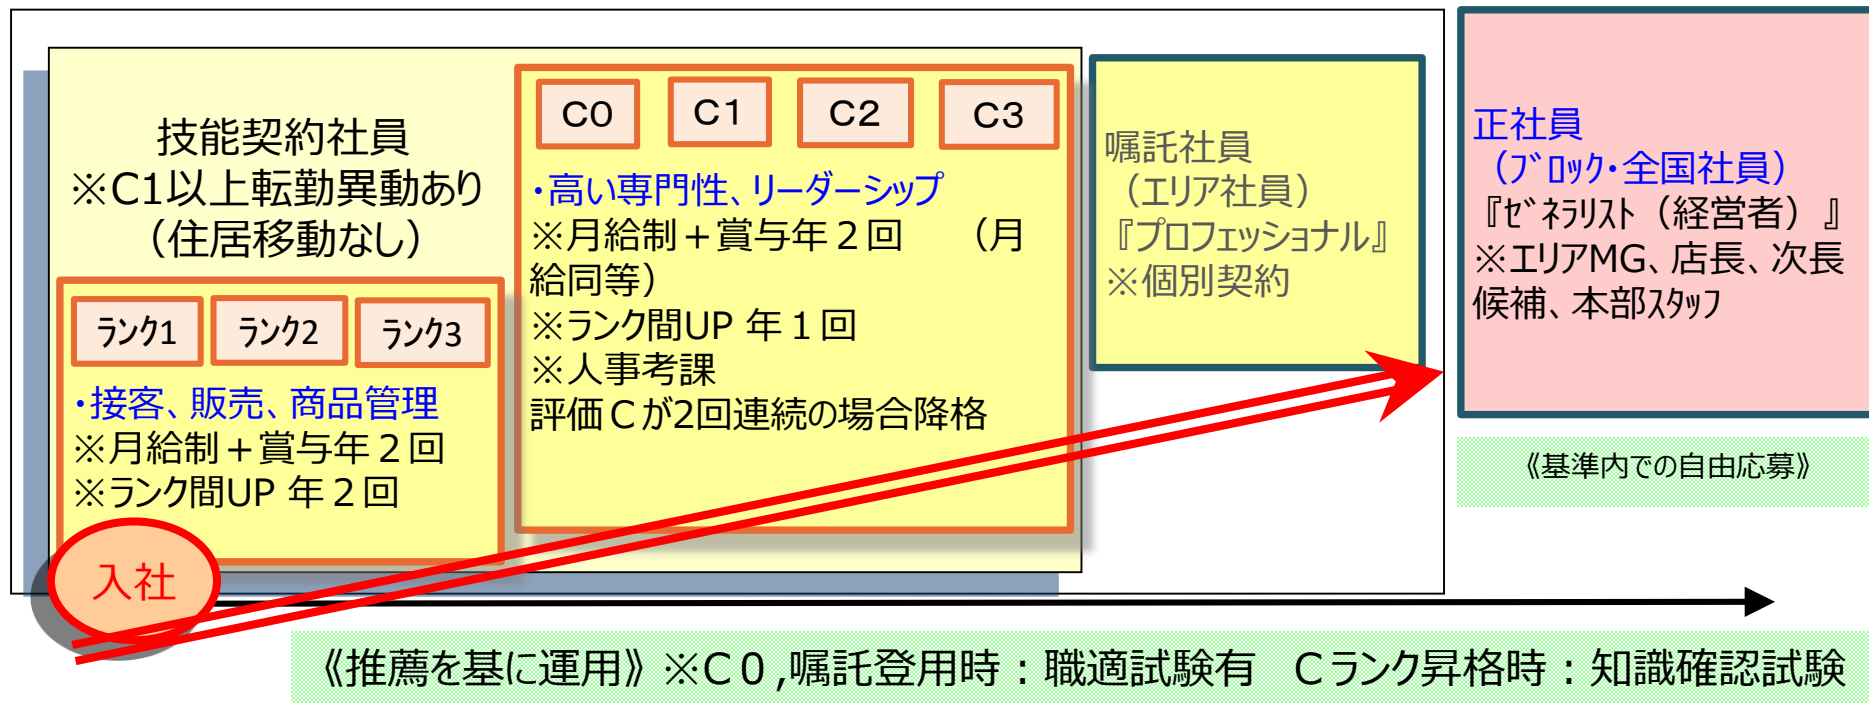 技能契約社員
※C1以上転勤異動あり
（住居移動なし）
ランク1
ランク2
ランク3
・接客、販売、商品管理
※月給制＋賞与年２回
※ランク間UP 年２回
入社
C0
C1
C2
C3
・高い専門性、リーダーシップ
※月給制＋賞与年２回　（月
給同等）
※ランク間UP 年１回
※人事考課
評価Ｃが2回連続の場合降格
嘱託社員
（エリア社員）
『プロフェッショナル』
※個別契約
正社員
（ﾌﾞﾛｯｸ・全国社員）
『ｾﾞﾈﾗﾘｽﾄ（経営者）』
※ｴﾘｱMG、店長、次長
候補、本部ｽﾀｯﾌ
《基準内での自由応募》
《推薦を基に運用》※Ｃ０,嘱託登用時：職適試験有　Ｃランク昇格時：知識確認試験